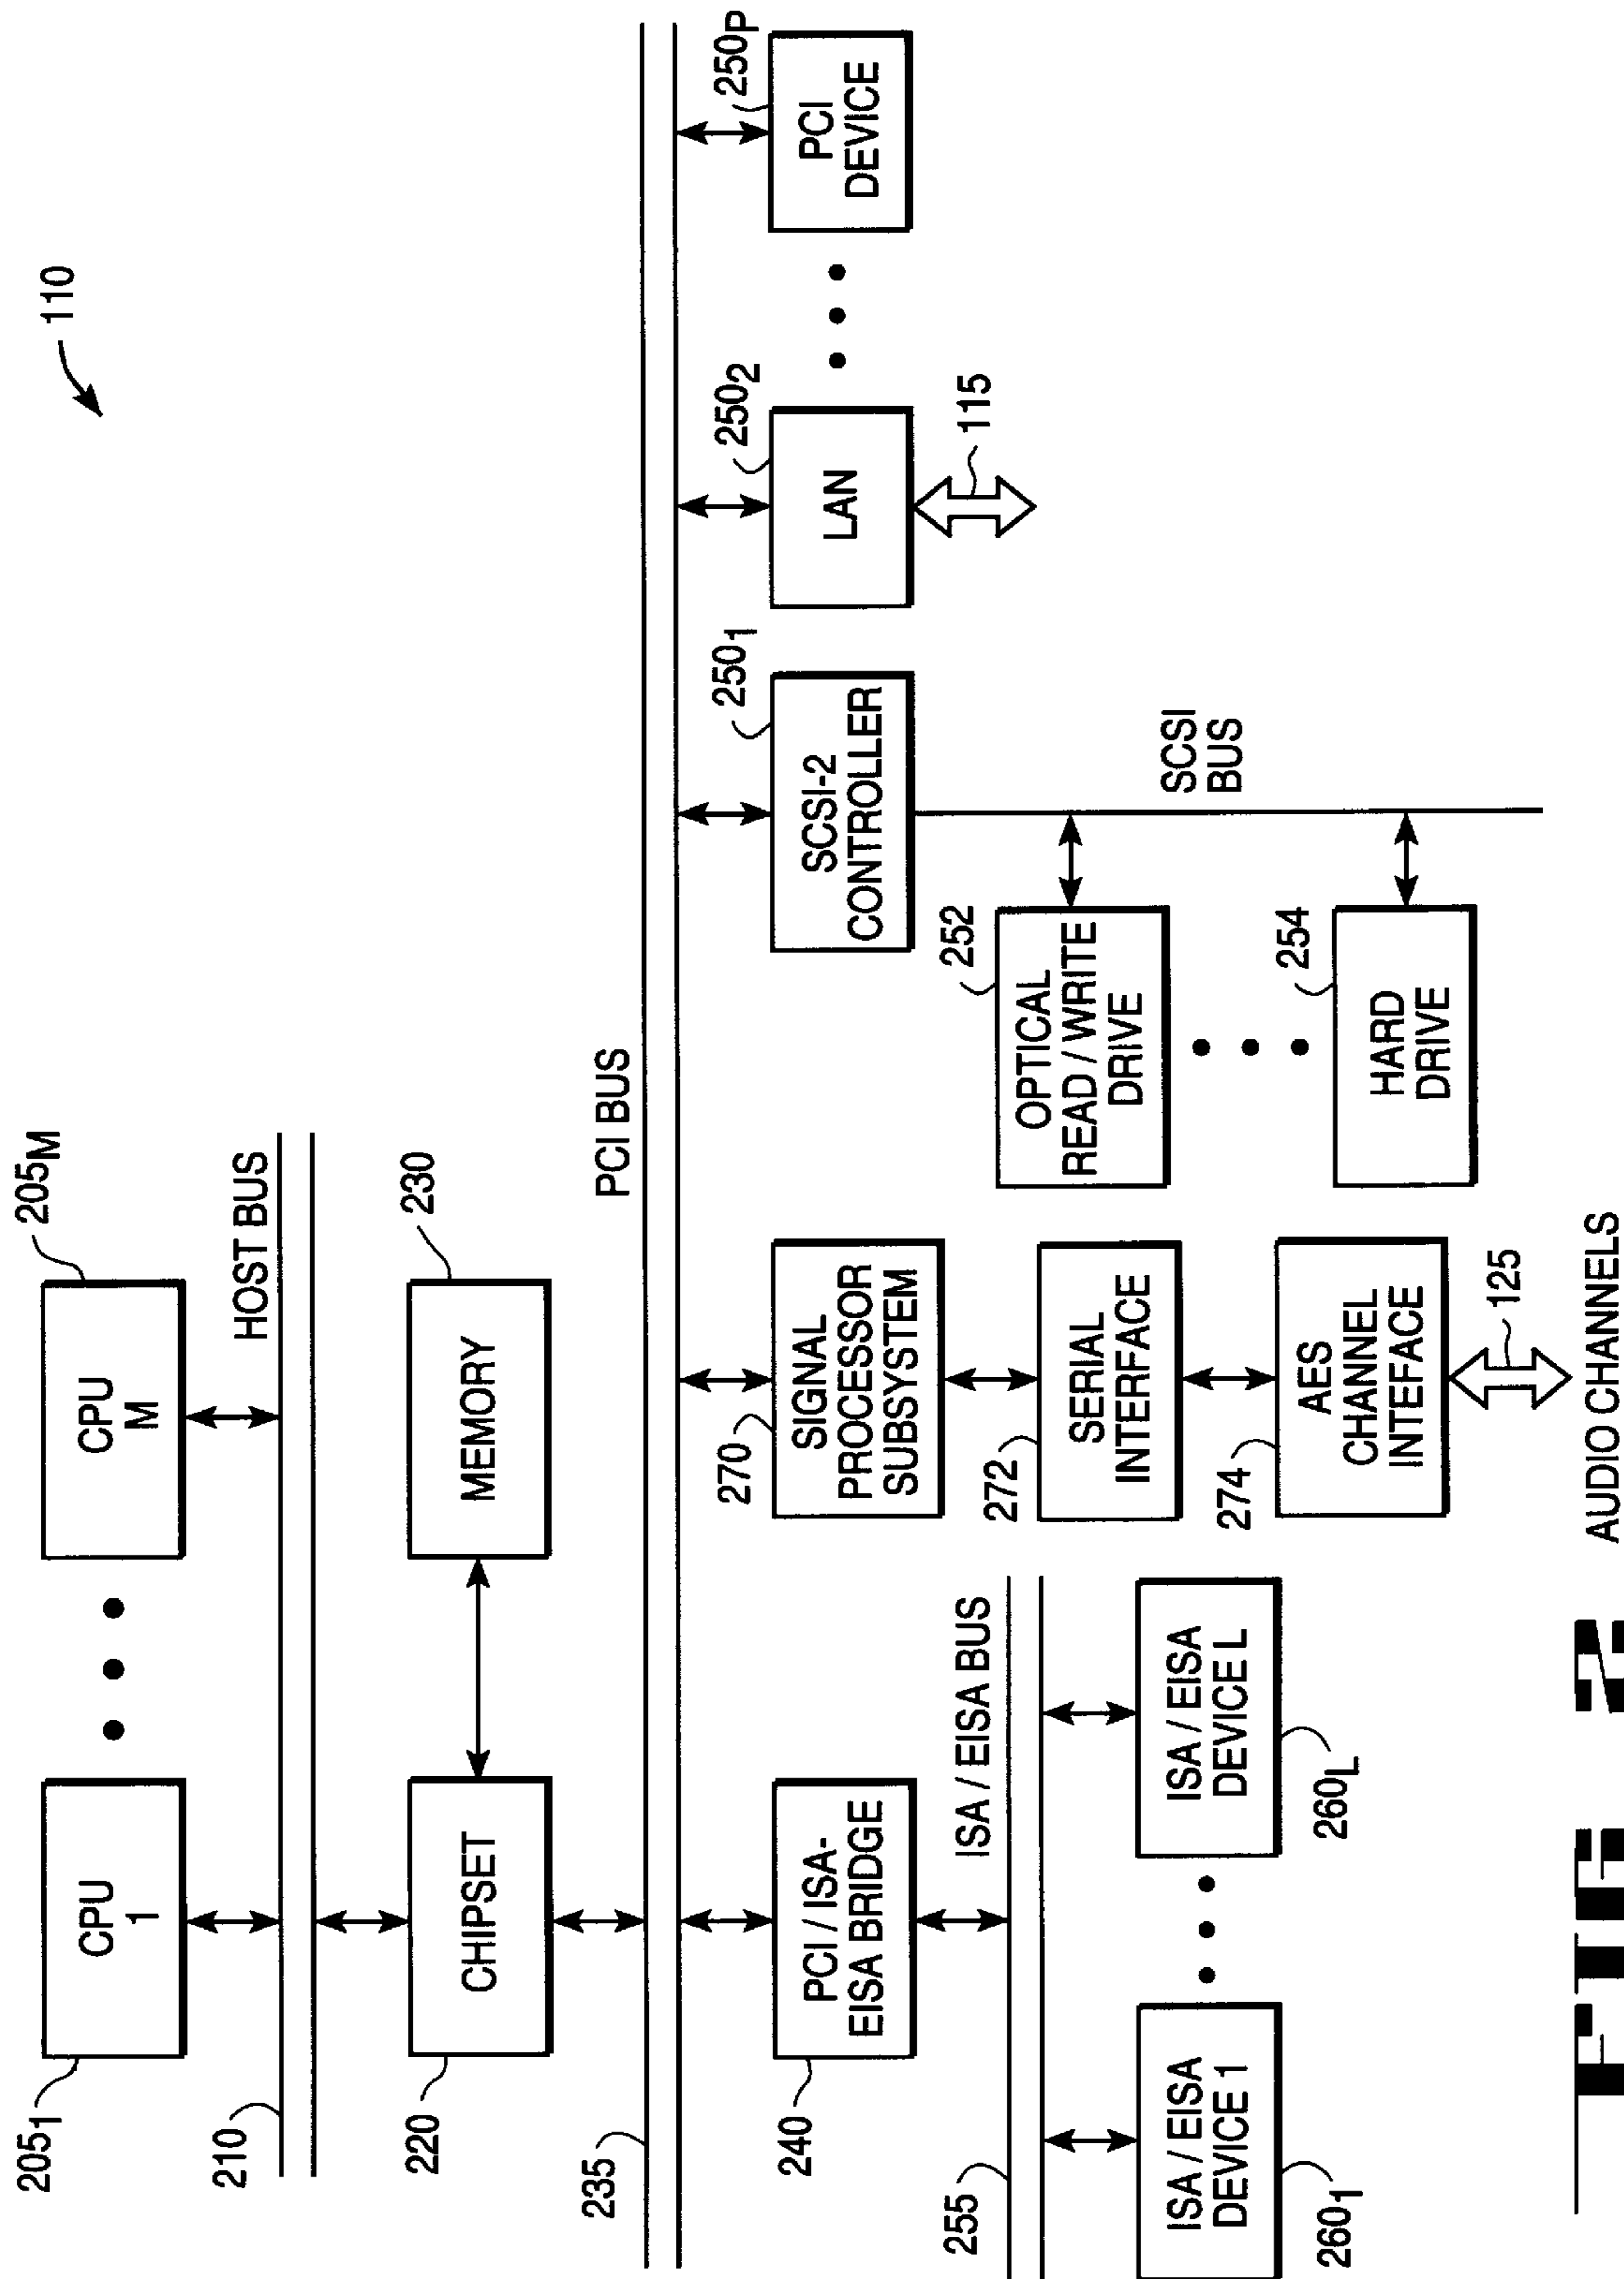 110
205₁
CPU
1
CPU
M
205M
210
HOST BUS
220
CHIPSET
MEMORY
230
235
PCI BUS
240
PCI / ISA-
EISA BRIDGE
270
SIGNAL
PROCESSOR
SUBSYSTEM
SCSI-2
CONTROLLER
250₁
LAN
250₂
PCI
DEVICE
250P
115
255
ISA / EISA BUS
272
SERIAL
INTERFACE
OPTICAL
READ / WRITE
DRIVE
252
SCSI
BUS
ISA / EISA
DEVICE 1
260₁
ISA / EISA
DEVICE L
260L
274
AES
CHANNEL
INTEFACE
HARD
DRIVE
254
125
AUDIO CHANNELS